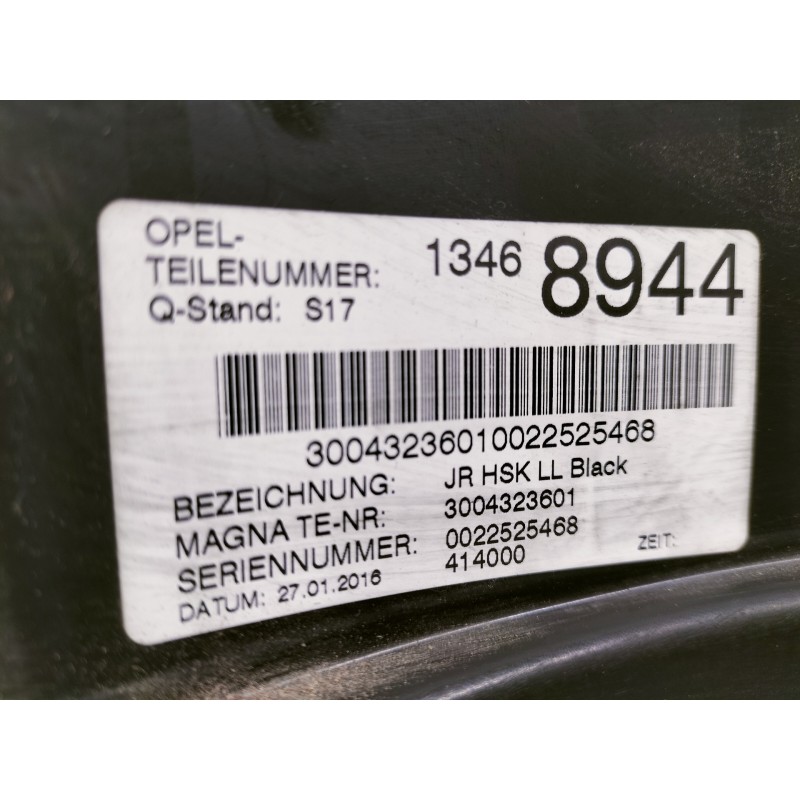 OPEL-
TEILENUMMER: 1346 8944
Q-Stand: S17
30043236010022525468
BEZEICHNUNG: JR HSK LL Black
MAGNA TE-NR: 3004323601
SERIENNUMMER: 0022525468
414000
DATUM: 27.01.2016 ZEIT: